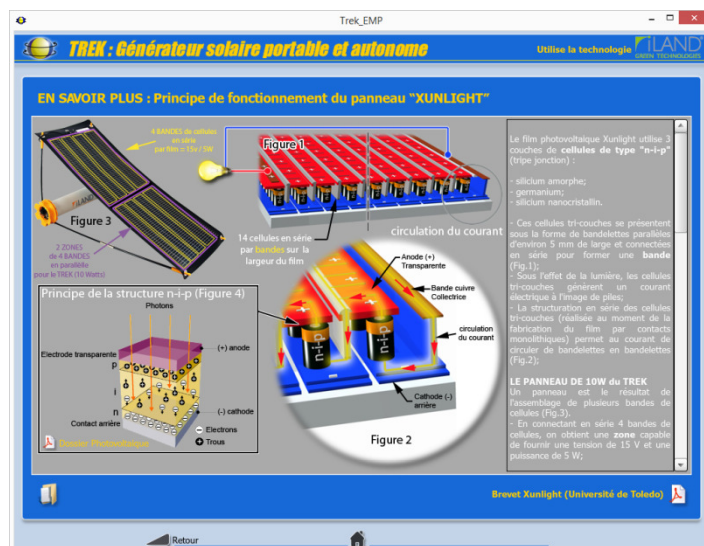 Trek_EMP
TREK : Générateur solaire portable et autonome
Utilise la technologie iLAND
GREEN TECHNOLOGIES
EN SAVOIR PLUS : Principe de fonctionnement du panneau "XUNLIGHT"
4 BANDES de cellules
en série
par film = 15v / 5W
Figure 3
iLAND
2 ZONES
de 4 BANDES
en parallèle
pour le TREK (10 Watts)
Figure 1
14 cellules en série
par bandes sur la
largeur du film
circulation du courant
Principe de la structure n-i-p (Figure 4)
Photons
Electrode transparente
(+) anode
P
i
n
(-) cathode
Contact arrière
Electrons
Trous
Dossier Photovoltaïque
Anode (+)
Transparente
Bande cuivre
Collectrice
circulation
du courant
n-i-p
n-i-p
Cathode (-)
arrière
Figure 2
Le film photovoltaïque Xunlight utilise 3
couches de cellules de type "n-i-p"
(tripe jonction) :
- silicium amorphe;
- germanium;
- silicium nanocristallin.
- Ces cellules tri-couches se présentent
sous la forme de bandelettes parallèles
d'environ 5 mm de large et connectées
en série pour former une bande
(Fig.1);
- Sous l'effet de la lumière, les cellules
tri-couches génèrent un courant
électrique à l'image de piles;
- La structuration en série des cellules
tri-couches (réalisée au moment de la
fabrication du film par contacts
monolithiques) permet au courant de
circuler de bandelettes en bandelettes
(Fig.2);
LE PANNEAU DE 10W du TREK
Un panneau est le résultat de
l'assemblage de plusieurs bandes de
cellules (Fig.3).
- En connectant en série 4 bandes de
cellules, on obtient une zone capable
de fournir une tension de 15 V et une
puissance de 5 W;
Brevet Xunlight (Université de Toledo)
Retour